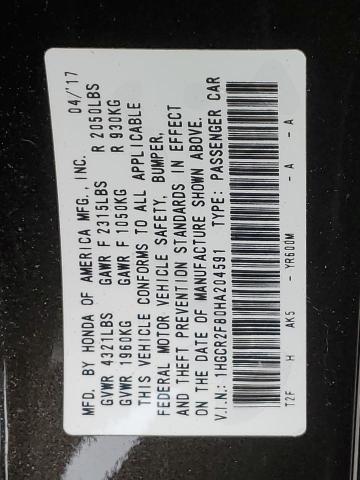 MFD. BY HONDA OF AMERICA MFG., INC. 04/'17
GVWR 4321LBS GAWR F 2315LBS R 2050LBS
GVWR 1960KG GAWR F 1050KG R 930KG
THIS VEHICLE CONFORMS TO ALL APPLICABLE
FEDERAL MOTOR VEHICLE SAFETY, BUMPER,
AND THEFT PREVENTION STANDARDS IN EFFECT
ON THE DATE OF MANUFACTURE SHOWN ABOVE.
V.I.N.: 1HGCR2F80HA204591 TYPE: PASSENGER CAR
T2F H AK5 - YR600M - A - A